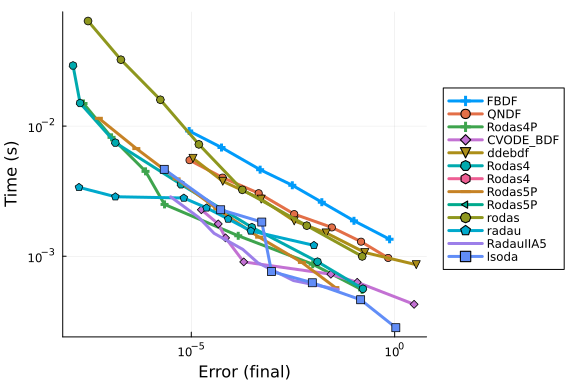 Time (s)
10⁻²
10⁻³
10⁻⁵
10⁰
Error (final)
FBDF
QNDF
Rodas4P
CVODE_BDF
ddebdf
Rodas4
Rodas4
Rodas5P
Rodas5P
rodas
radau
RadauIIA5
lsoda